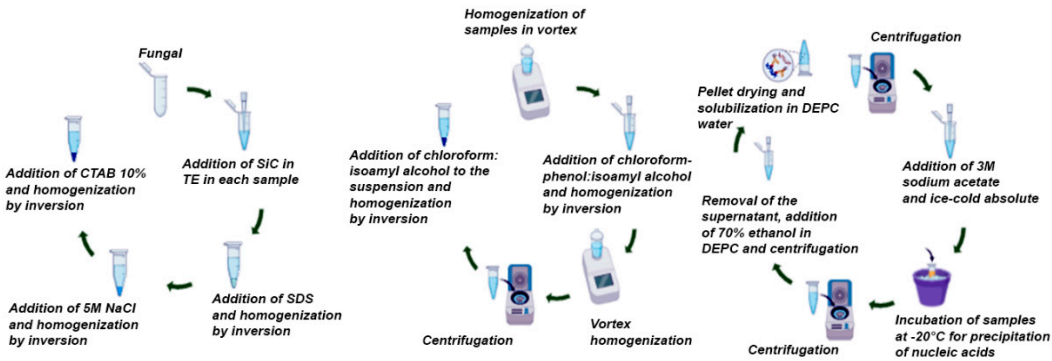 Fungal
Addition of SiC in
TE in each sample
Addition of SDS
and homogenization
by inversion
Addition of 5M NaCl
and homogenization
by inversion
Addition of CTAB 10%
and homogenization
by inversion
Homogenization of
samples in vortex
Addition of chloroform-
phenol:isoamyl alcohol
and homogenization
by inversion
Vortex
homogenization
Centrifugation
Addition of chloroform:
isoamyl alcohol to the
suspension and
homogenization
by inversion
Centrifugation
Addition of 3M
sodium acetate
and ice-cold absolute
Incubation of samples
at -20°C for precipitation
of nucleic acids
Centrifugation
Removal of the
supernatant, addition
of 70% ethanol in
DEPC and centrifugation
Pellet drying and
solubilization in DEPC
water